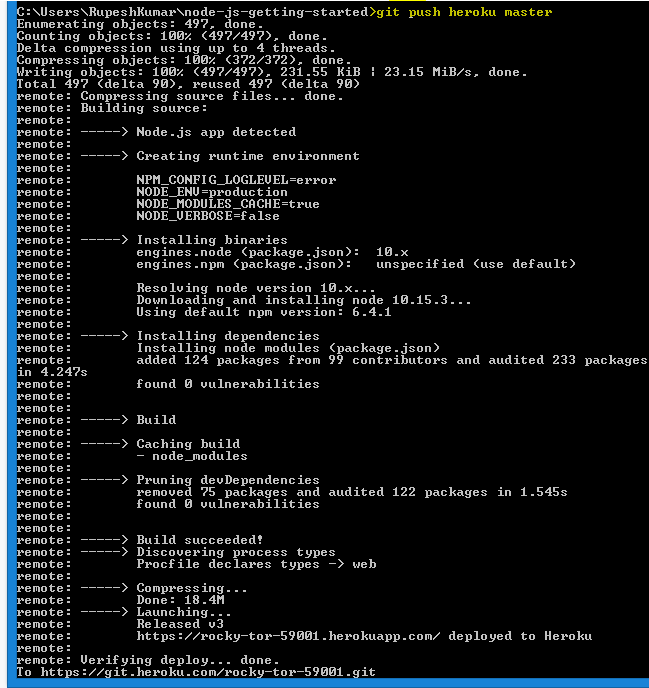 C:\Users\RupeshKumar\node-js-getting-started>git push heroku master
Enumerating objects: 497, done.
Counting objects: 100% (497/497), done.
Delta compression using up to 4 threads.
Compressing objects: 100% (372/372), done.
Writing objects: 100% (497/497), 231.55 KiB | 23.15 MiB/s, done.
Total 497 (delta 90), reused 497 (delta 90)
remote: Compressing source files... done.
remote: Building source:
remote:
remote: -----> Node.js app detected
remote:
remote: -----> Creating runtime environment
remote:
remote:        NPM_CONFIG_LOGLEVEL=error
remote:        NODE_ENV=production
remote:        NODE_MODULES_CACHE=true
remote:        NODE_VERBOSE=false
remote:
remote: -----> Installing binaries
remote:        engines.node (package.json):  10.x
remote:        engines.npm (package.json):   unspecified (use default)
remote:
remote:        Resolving node version 10.x...
remote:        Downloading and installing node 10.15.3...
remote:        Using default npm version: 6.4.1
remote:
remote: -----> Installing dependencies
remote:        Installing node modules (package.json)
remote:        added 124 packages from 99 contributors and audited 233 packages
in 4.247s
remote:        found 0 vulnerabilities
remote:
remote:
remote: -----> Build
remote:
remote: -----> Caching build
remote:        - node_modules
remote:
remote: -----> Pruning devDependencies
remote:        removed 75 packages and audited 122 packages in 1.545s
remote:        found 0 vulnerabilities
remote:
remote:
remote: -----> Build succeeded!
remote: -----> Discovering process types
remote:        Procfile declares types -> web
remote:
remote: -----> Compressing...
remote:        Done: 18.4M
remote: -----> Launching...
remote:        Released v3
remote:        https://rocky-tor-59001.herokuapp.com/ deployed to Heroku
remote:
remote: Verifying deploy... done.
To https://git.heroku.com/rocky-tor-59001.git